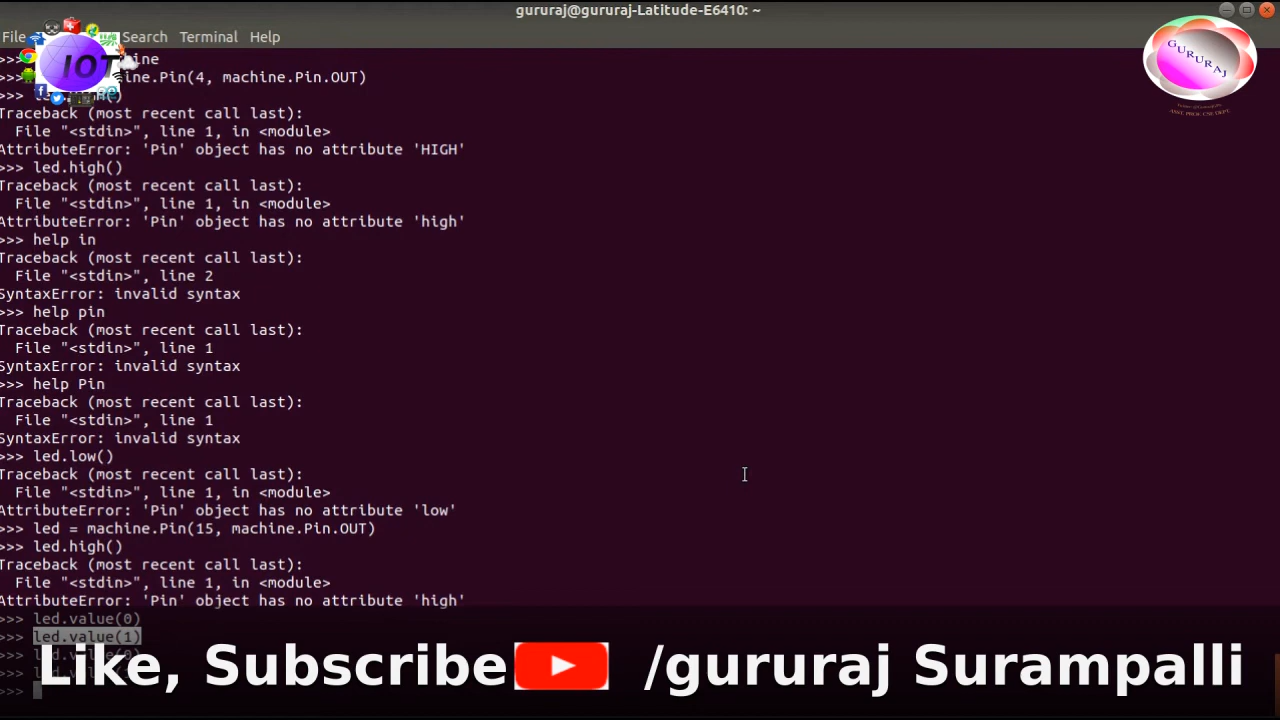 gururaj@gururaj-Latitude-E6410: ~
File Search Terminal Help
IOT
GURURAJ
ASST. PROF. CSE DEPT.
>>>
>>> machine.Pin(4, machine.Pin.OUT)
>>>
Traceback (most recent call last):
File "<stdin>", line 1, in <module>
AttributeError: 'Pin' object has no attribute 'HIGH'
>>> led.high()
Traceback (most recent call last):
File "<stdin>", line 1, in <module>
AttributeError: 'Pin' object has no attribute 'high'
>>> help in
Traceback (most recent call last):
File "<stdin>", line 2
SyntaxError: invalid syntax
>>> help pin
Traceback (most recent call last):
File "<stdin>", line 1
SyntaxError: invalid syntax
>>> help Pin
Traceback (most recent call last):
File "<stdin>", line 1
SyntaxError: invalid syntax
>>> led.low()
Traceback (most recent call last):
File "<stdin>", line 1, in <module>
AttributeError: 'Pin' object has no attribute 'low'
>>> led = machine.Pin(15, machine.Pin.OUT)
>>> led.high()
Traceback (most recent call last):
File "<stdin>", line 1, in <module>
AttributeError: 'Pin' object has no attribute 'high'
>>> led.value(0)
>>> led.value(1)
>>>
>>>
>>>
Like, Subscribe /gururaj Surampalli